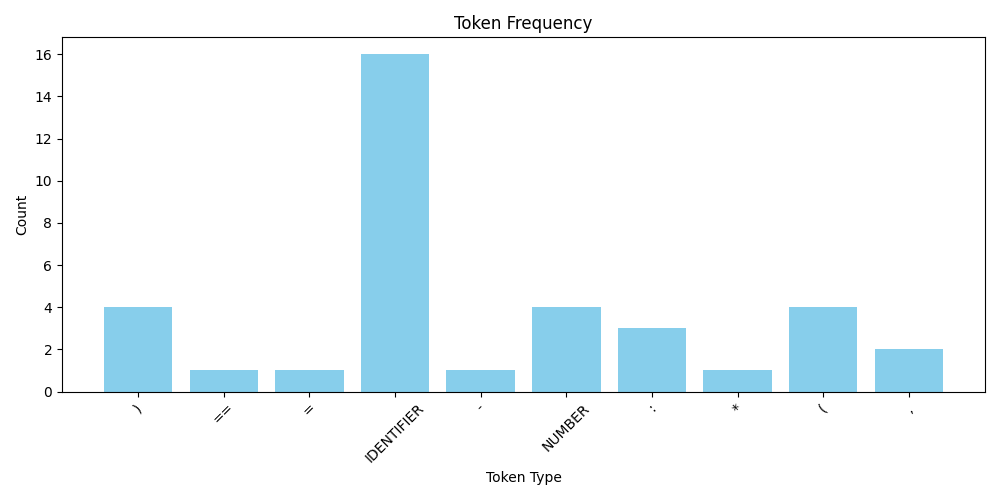 Token Frequency
Count
16
14
12
10
8
6
4
2
0
) == = IDENTIFIER - NUMBER : * ( ,
Token Type